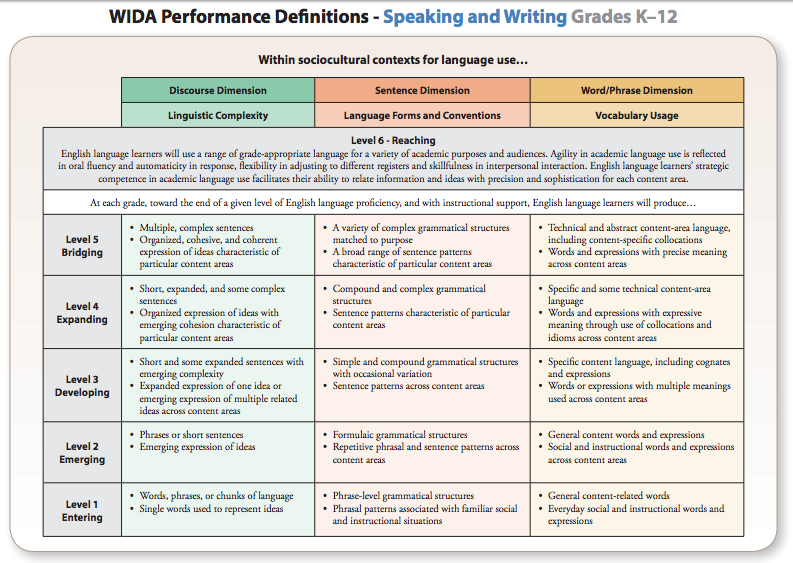 WIDA Performance Definitions - Speaking and Writing Grades K–12
Within sociocultural contexts for language use…
Discourse Dimension
Sentence Dimension
Word/Phrase Dimension
Linguistic Complexity
Language Forms and Conventions
Vocabulary Usage
Level 6 - Reaching
English language learners will use a range of grade-appropriate language for a variety of academic purposes and audiences. Agility in academic language use is reflected
in oral fluency and automaticity in response, flexibility in adjusting to different registers and skillfulness in interpersonal interaction. English language learners’ strategic
competence in academic language use facilitates their ability to relate information and ideas with precision and sophistication for each content area.
At each grade, toward the end of a given level of English language proficiency, and with instructional support, English language learners will produce…
Level 5
Bridging
• Multiple, complex sentences
• Organized, cohesive, and coherent
expression of ideas characteristic of
particular content areas
• A variety of complex grammatical structures
matched to purpose
• A broad range of sentence patterns
characteristic of particular content areas
• Technical and abstract content-area language,
including content-specific collocations
• Words and expressions with precise meaning
across content areas
Level 4
Expanding
• Short, expanded, and some complex
sentences
• Organized expression of ideas with
emerging cohesion characteristic of
particular content areas
• Compound and complex grammatical
structures
• Sentence patterns characteristic of particular
content areas
• Specific and some technical content-area
language
• Words and expressions with expressive
meaning through use of collocations and
idioms across content areas
Level 3
Developing
• Short and some expanded sentences with
emerging complexity
• Expanded expression of one idea or
emerging expression of multiple related
ideas across content areas
• Simple and compound grammatical structures
with occasional variation
• Sentence patterns across content areas
• Specific content language, including cognates
and expressions
• Words or expressions with multiple meanings
used across content areas
Level 2
Emerging
• Phrases or short sentences
• Emerging expression of ideas
• Formulaic grammatical structures
• Repetitive phrasal and sentence patterns across
content areas
• General content words and expressions
• Social and instructional words and expressions
across content areas
Level 1
Entering
• Words, phrases, or chunks of language
• Single words used to represent ideas
• Phrase-level grammatical structures
• Phrasal patterns associated with familiar social
and instructional situations
• General content-related words
• Everyday social and instructional words and
expressions